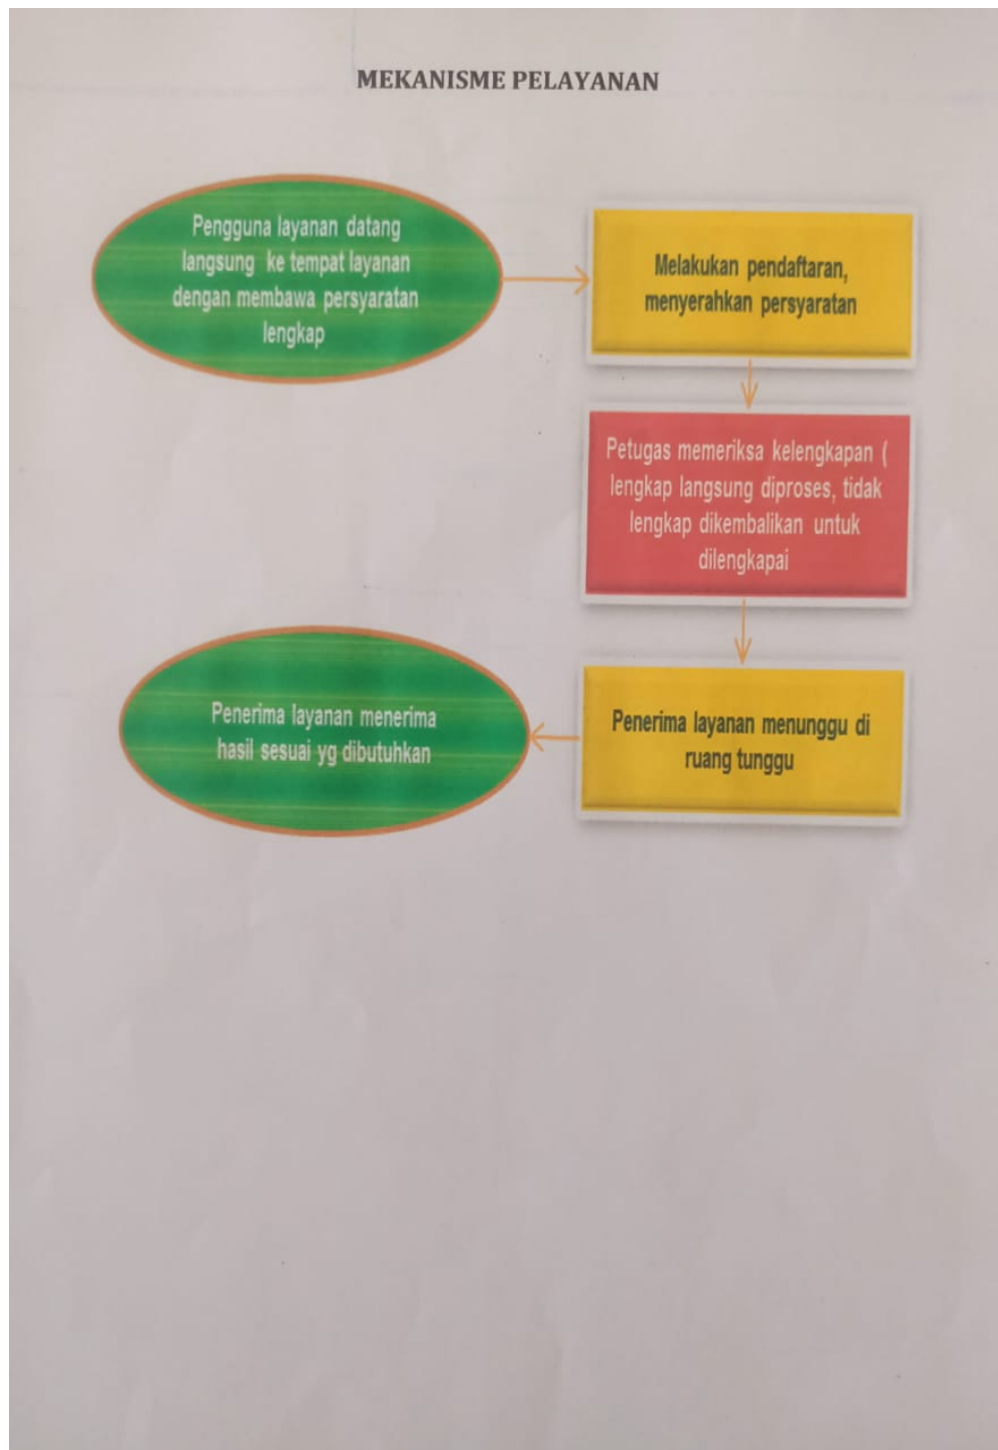 MEKANISME PELAYANAN
Pengguna layanan datang
langsung ke tempat layanan
dengan membawa persyaratan
lengkap
Melakukan pendaftaran,
menyerahkan persyaratan
Petugas memeriksa kelengkapan (
lengkap langsung diproses, tidak
lengkap dikembalikan untuk
dilengkapai
Penerima layanan menunggu di
ruang tunggu
Penerima layanan menerima
hasil sesuai yg dibutuhkan